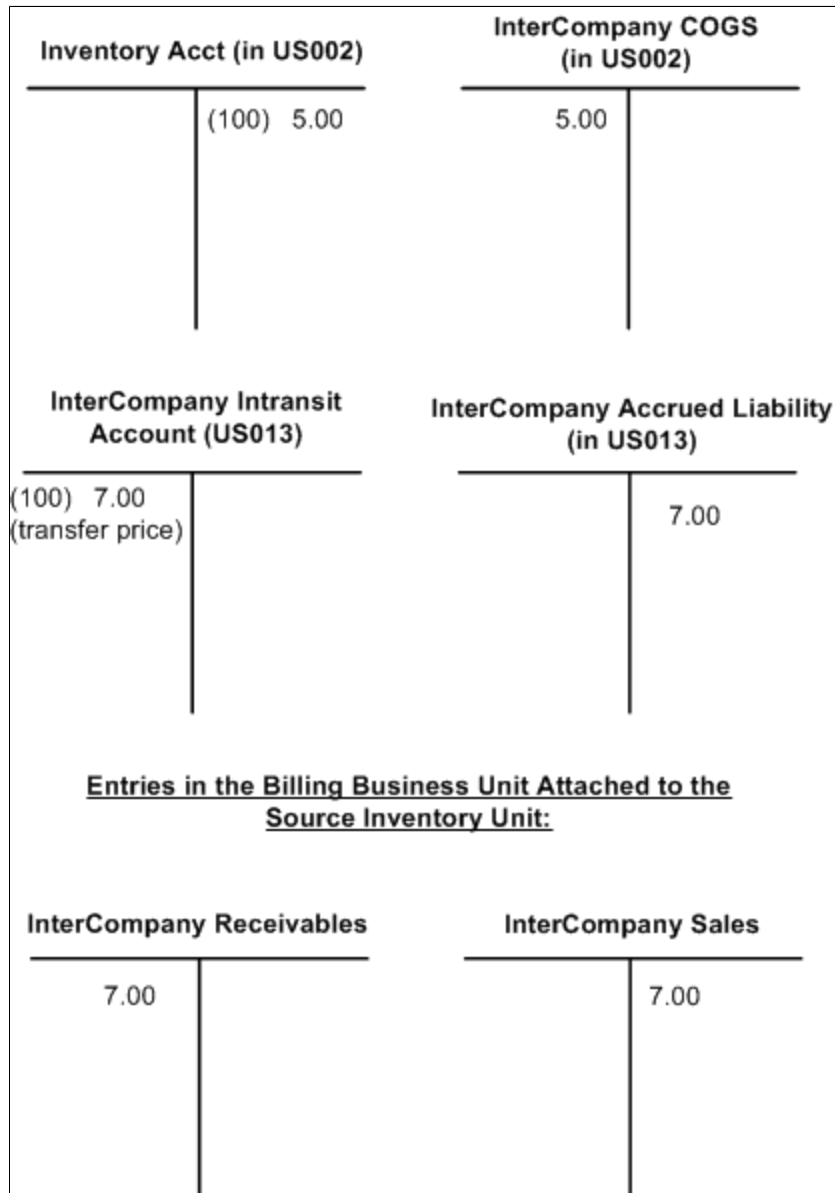 Inventory Acct (in US002)
InterCompany COGS
(in US002)
(100) 5.00
5.00
InterCompany Intransit
Account (US013)
InterCompany Accrued Liability
(in US013)
(100) 7.00
(transfer price)
7.00
Entries in the Billing Business Unit Attached to the
Source Inventory Unit:
InterCompany Receivables
InterCompany Sales
7.00
7.00